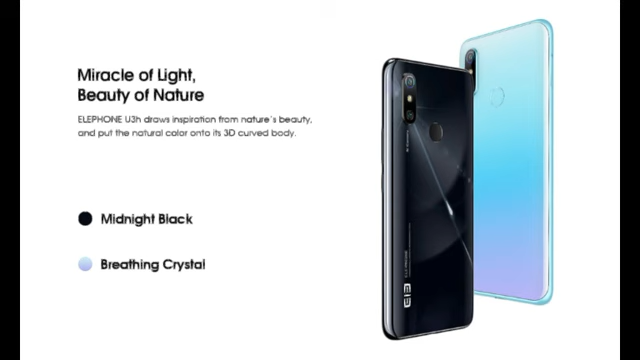 Miracle of Light,
Beauty of Nature
ELEPHONE U3h draws inspiration from nature's beauty,
and put the natural color onto its 3D curved body.
Midnight Black
Breathing Crystal